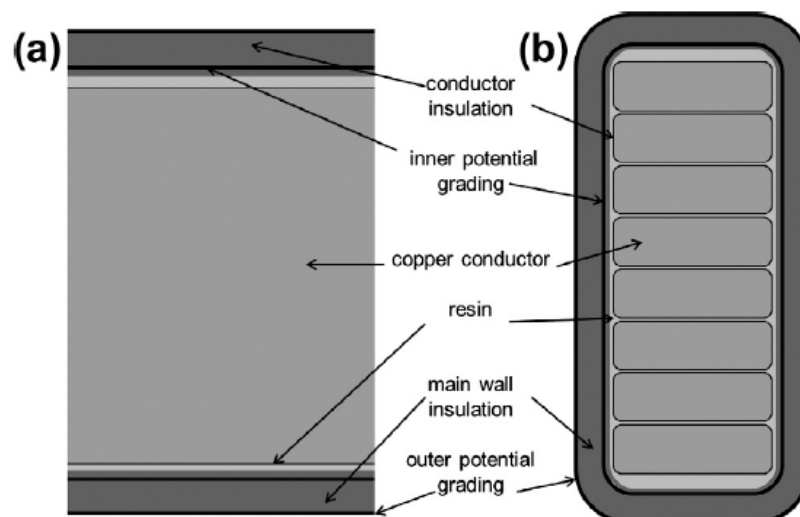 (a)
(b)
conductor
insulation
inner potential
grading
copper conductor
resin
main wall
insulation
outer potential
grading